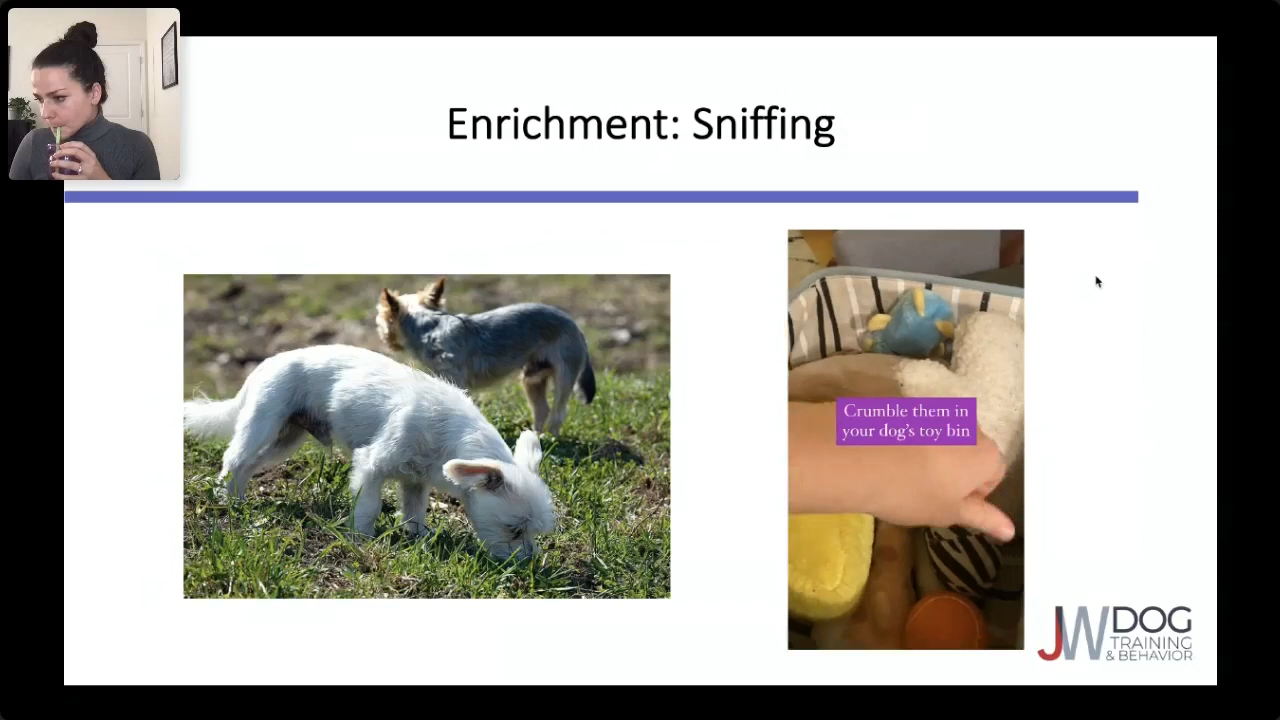 Enrichment: Sniffing
Crumble them in
your dog's toy bin
JW DOG
TRAINING
& BEHAVIOR